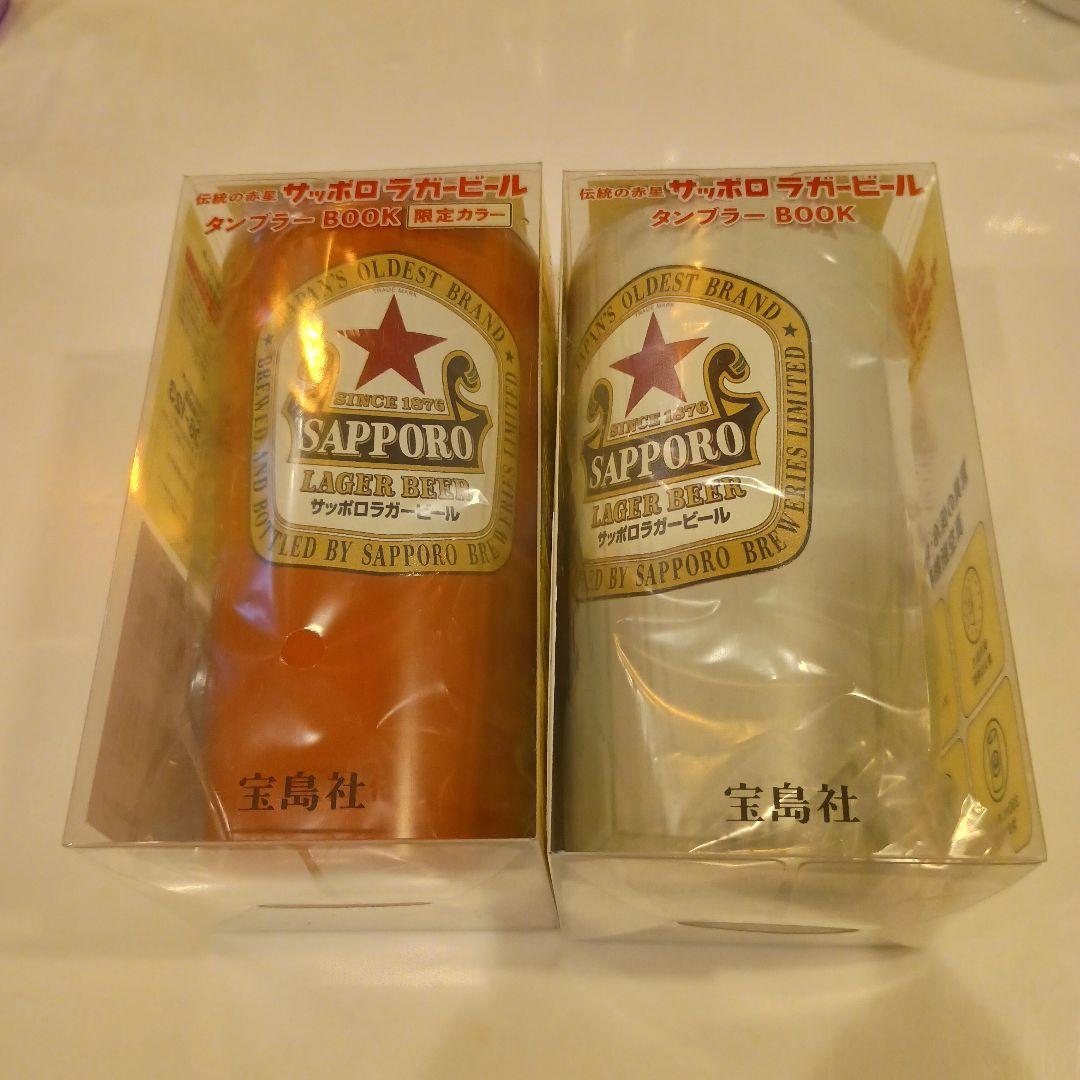 伝統の赤星 サッポロ ラガービール
タンブラー BOOK 限定カラー
JAPAN'S OLDEST BRAND
TRADE MARK
SINCE 1876
SAPPORO
LAGER BEER
サッポロラガービール
BREWED AND BOTTLED BY SAPPORO BREWERIES LIMITED
宝島社
伝統の赤星 サッポロ ラガービール
タンブラー BOOK
JAPAN'S OLDEST BRAND
TRADE MARK
SINCE 1876
SAPPORO
LAGER BEER
サッポロラガービール
BY SAPPORO BREWERIES LIMITED
宝島社